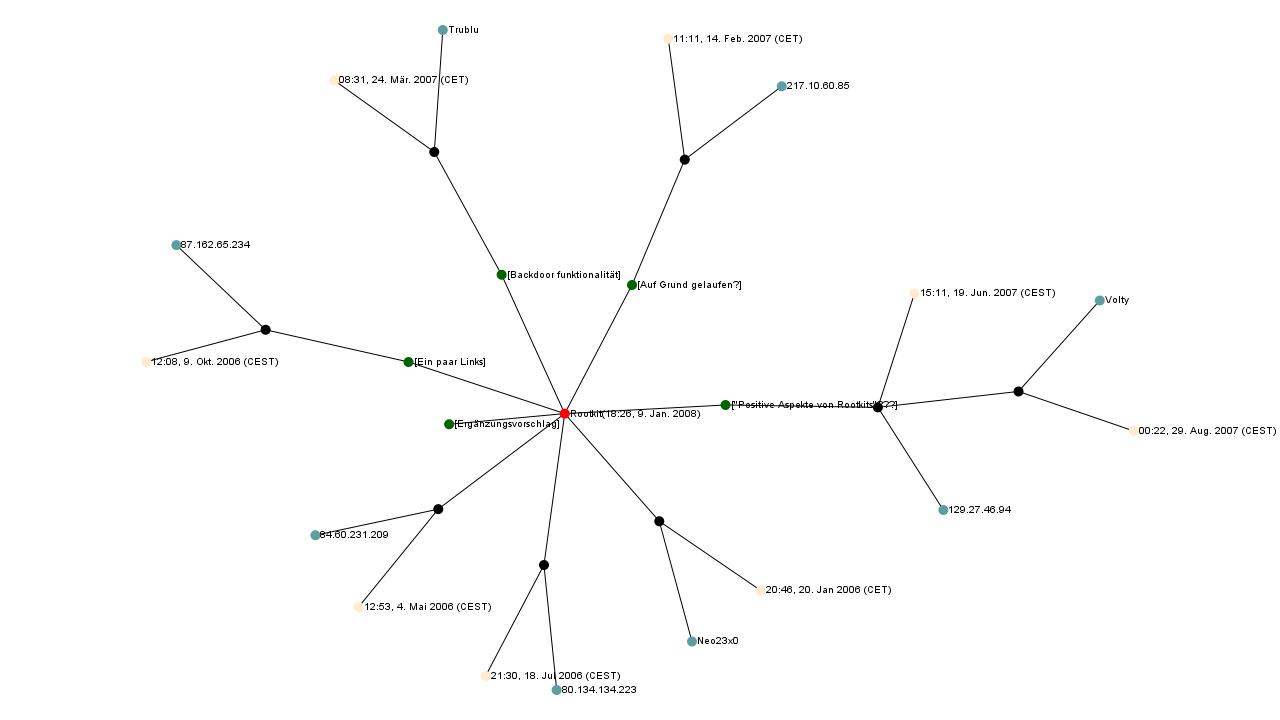 Trublu
11:11, 14. Feb. 2007 (CET)
08:31, 24. Mär. 2007 (CET)
217.10.60.85
87.162.65.234
[Backdoor funktionalität]
[Auf Grund gelaufen?]
15:11, 19. Jun. 2007 (CEST)
Volty
12:08, 9. Okt. 2006 (CEST)
[Ein paar Links]
["Positive Aspekte von Rootkits"???]
Rootkit(18:26, 9. Jan. 2008)
[Ergänzungsvorschlag]
00:22, 29. Aug. 2007 (CEST)
129.27.46.94
84.60.231.209
20:46, 20. Jan 2006 (CET)
12:53, 4. Mai 2006 (CEST)
Neo23x0
21:30, 18. Jul 2006 (CEST)
80.134.134.223